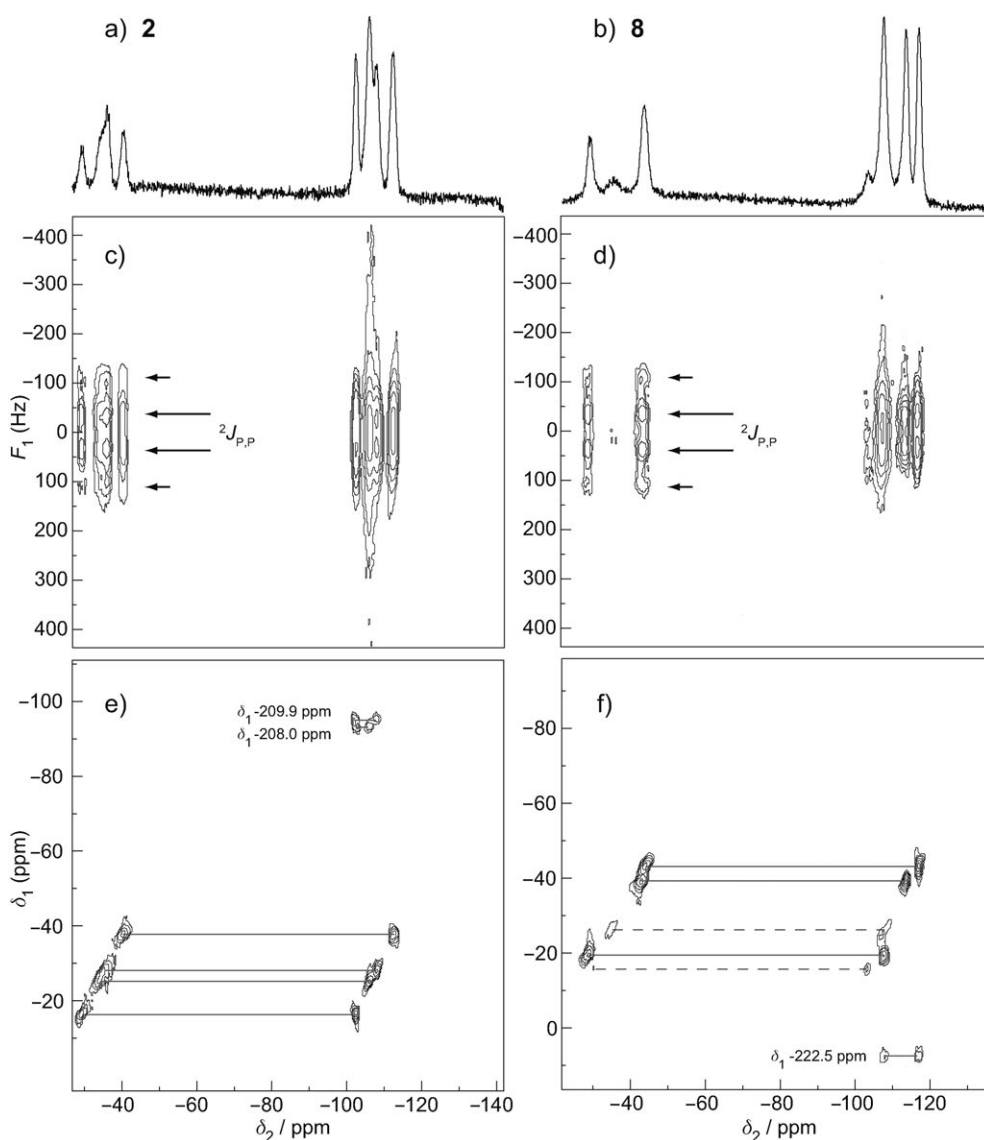 a) 2
b) 8
−400
−300
−200
−100
0
100
200
300
400
F1 (Hz)
c)
2JP,P
−400
−300
−200
−100
0
100
200
300
400
d)
2JP,P
−100
−80
−60
−40
−20
δ1 (ppm)
e)
δ1 -209.9 ppm
δ1 -208.0 ppm
−40
−60
−80
−100
−120
−140
δ2 / ppm
−80
−60
−40
−20
0
f)
δ1 -222.5 ppm
−40
−60
−80
−100
−120
δ2 / ppm